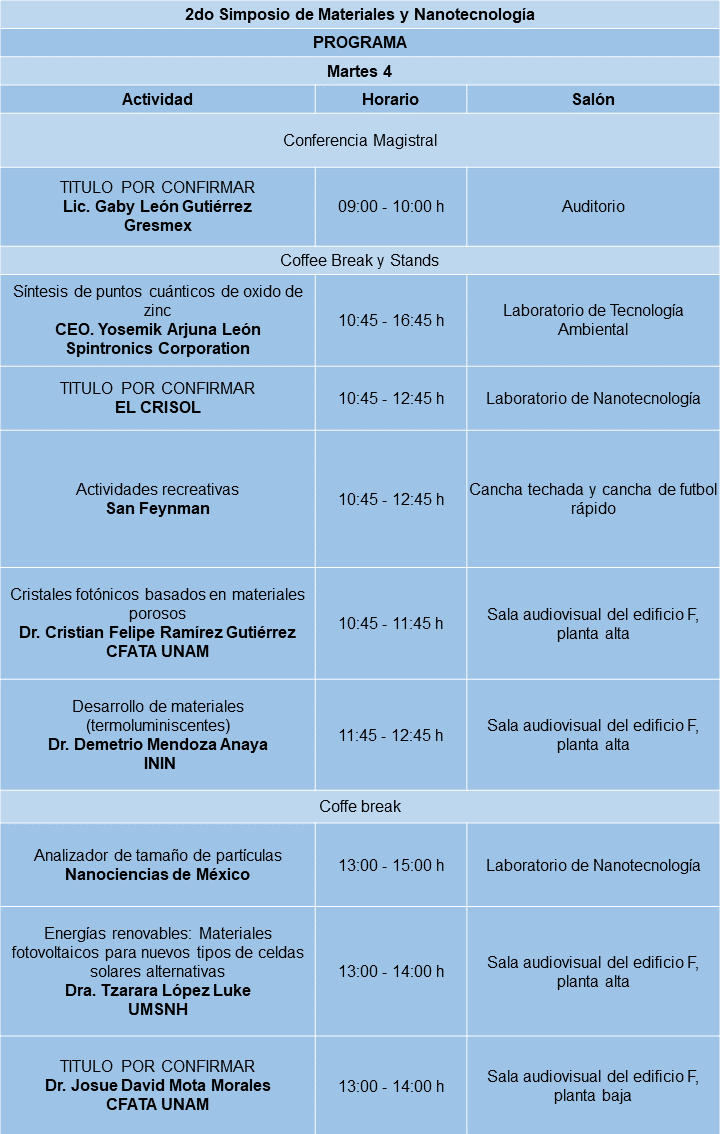 2do Simposio de Materiales y Nanotecnología
PROGRAMA
Martes 4
Actividad Horario Salón
Conferencia Magistral
TITULO POR CONFIRMAR
Lic. Gaby León Gutiérrez
Gresmex
09:00 - 10:00 h
Auditorio
Coffee Break y Stands
Síntesis de puntos cuánticos de oxido de
zinc
CEO. Yosemik Arjuna León
Spintronics Corporation
10:45 - 16:45 h
Laboratorio de Tecnología
Ambiental
TITULO POR CONFIRMAR
EL CRISOL
10:45 - 12:45 h
Laboratorio de Nanotecnología
Actividades recreativas
San Feynman
10:45 - 12:45 h
Cancha techada y cancha de futbol
rápido
Cristales fotónicos basados en materiales
porosos
Dr. Cristian Felipe Ramírez Gutiérrez
CFATA UNAM
10:45 - 11:45 h
Sala audiovisual del edificio F,
planta alta
Desarrollo de materiales
(termoluminiscentes)
Dr. Demetrio Mendoza Anaya
ININ
11:45 - 12:45 h
Sala audiovisual del edificio F,
planta alta
Coffe break
Analizador de tamaño de partículas
Nanociencias de México
13:00 - 15:00 h
Laboratorio de Nanotecnología
Energías renovables: Materiales
fotovoltaicos para nuevos tipos de celdas
solares alternativas
Dra. Tzarara López Luke
UMSNH
13:00 - 14:00 h
Sala audiovisual del edificio F,
planta alta
TITULO POR CONFIRMAR
Dr. Josue David Mota Morales
CFATA UNAM
13:00 - 14:00 h
Sala audiovisual del edificio F,
planta baja